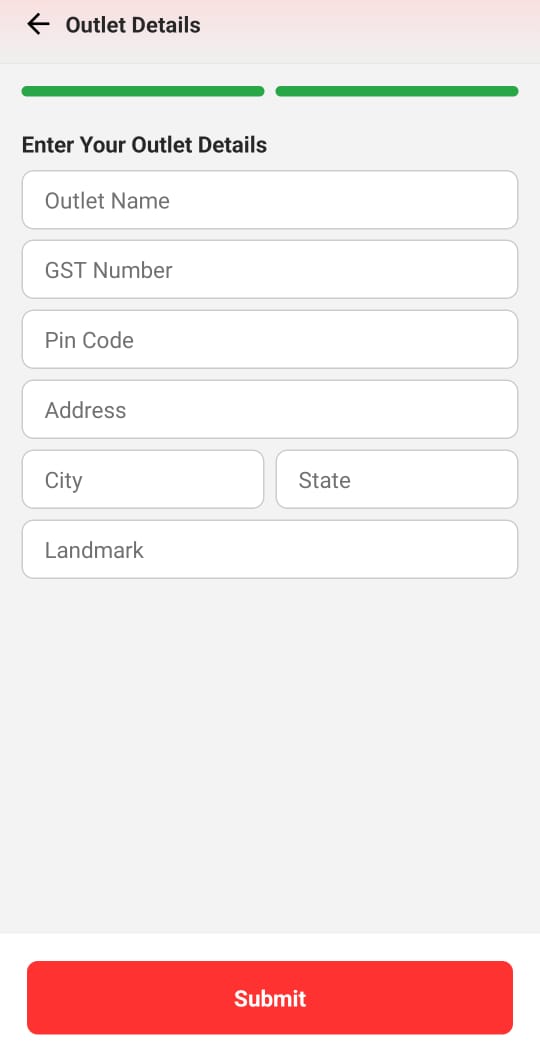 Outlet Details
Enter Your Outlet Details
Outlet Name
GST Number
Pin Code
Address
City State
Landmark
Submit